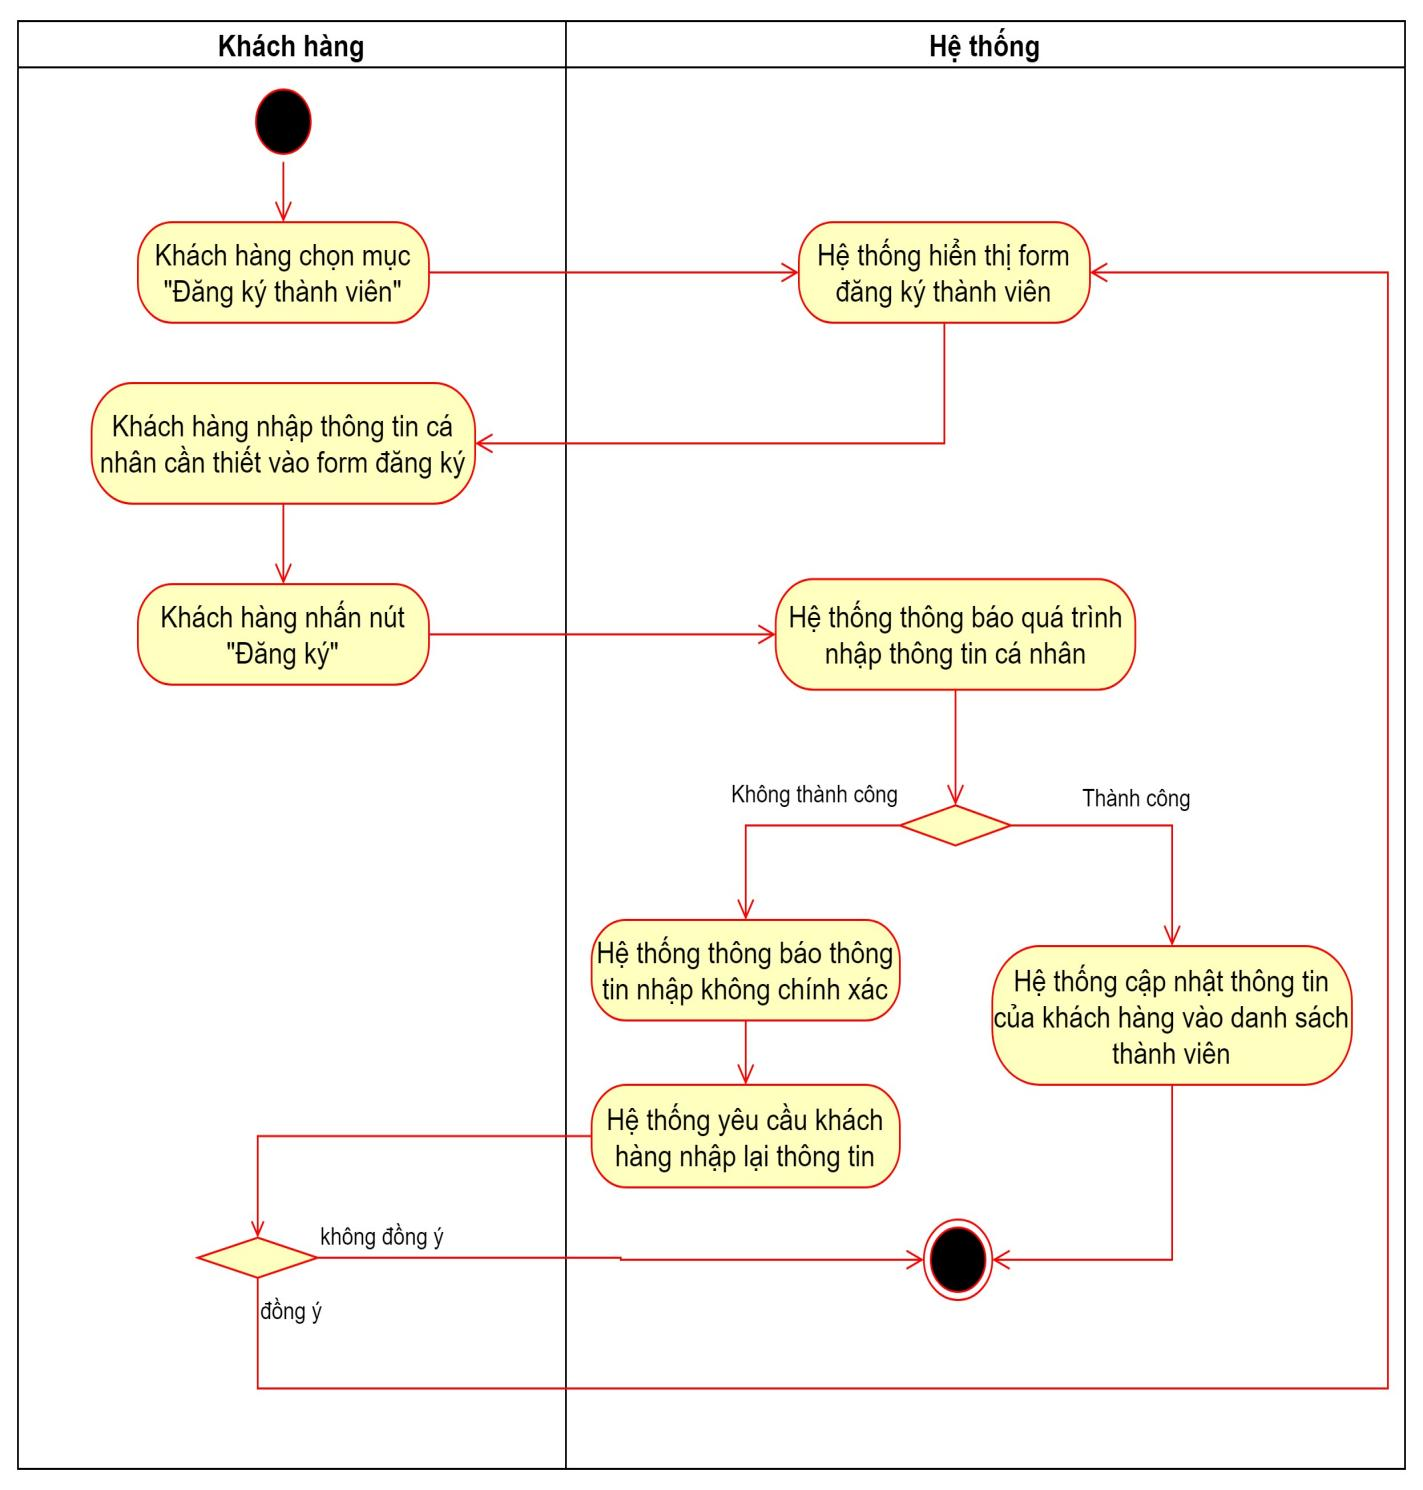 Khách hàng
Hệ thống
Khách hàng chọn mục
"Đăng ký thành viên"
Hệ thống hiển thị form
đăng ký thành viên
Khách hàng nhập thông tin cá
nhân cần thiết vào form đăng ký
Khách hàng nhấn nút
"Đăng ký"
Hệ thống thông báo quá trình
nhập thông tin cá nhân
Không thành công
Thành công
Hệ thống thông báo thông
tin nhập không chính xác
Hệ thống cập nhật thông tin
của khách hàng vào danh sách
thành viên
Hệ thống yêu cầu khách
hàng nhập lại thông tin
không đồng ý
đồng ý